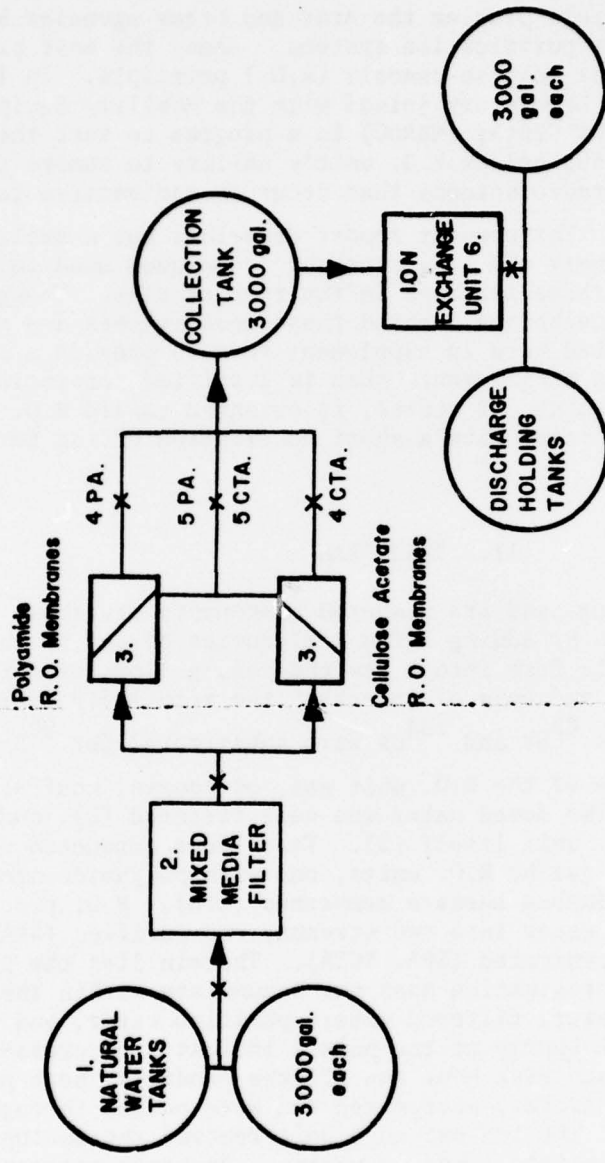 1.
NATURAL
WATER
TANKS
3000 gal
each
2.
MIXED
MEDIA
FILTER
Polyamide
R. O. Membranes
3.
3.
Cellulose Acetate
R. O. Membranes
4 PA.
5 PA.
5 CTA.
4 CTA.
COLLECTION
TANK
3000 gal.
ION
EXCHANGE
UNIT 6.
DISCHARGE
HOLDING
TANKS
3000
gal.
each